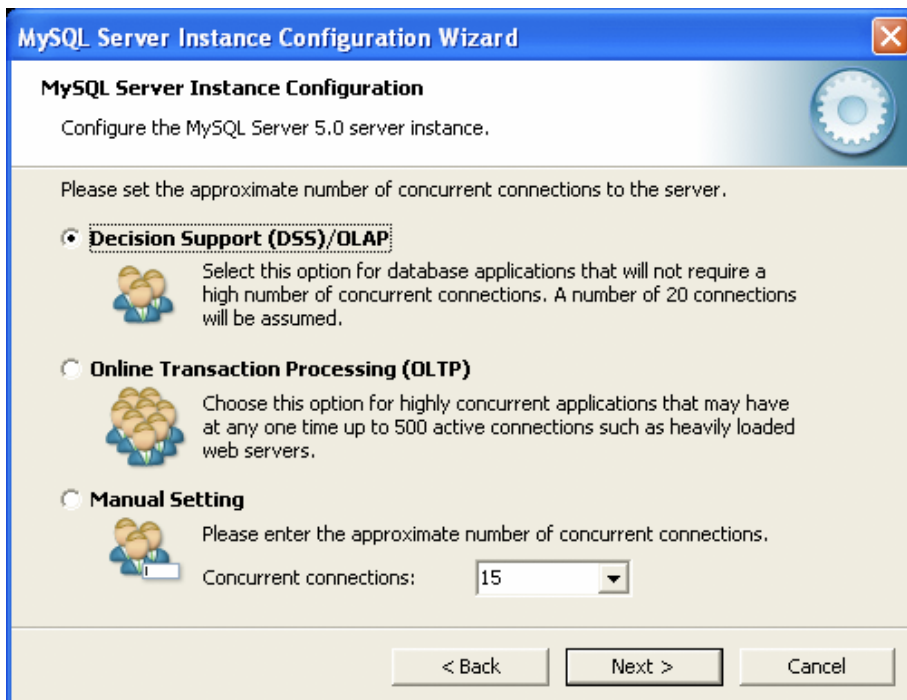 MySQL Server Instance Configuration Wizard
MySQL Server Instance Configuration
Configure the MySQL Server 5.0 server instance.
Please set the approximate number of concurrent connections to the server.
Decision Support (DSS)/OLAP
Select this option for database applications that will not require a
high number of concurrent connections. A number of 20 connections
will be assumed.
Online Transaction Processing (OLTP)
Choose this option for highly concurrent applications that may have
at any one time up to 500 active connections such as heavily loaded
web servers.
Manual Setting
Please enter the approximate number of concurrent connections.
Concurrent connections: 15
< Back Next > Cancel